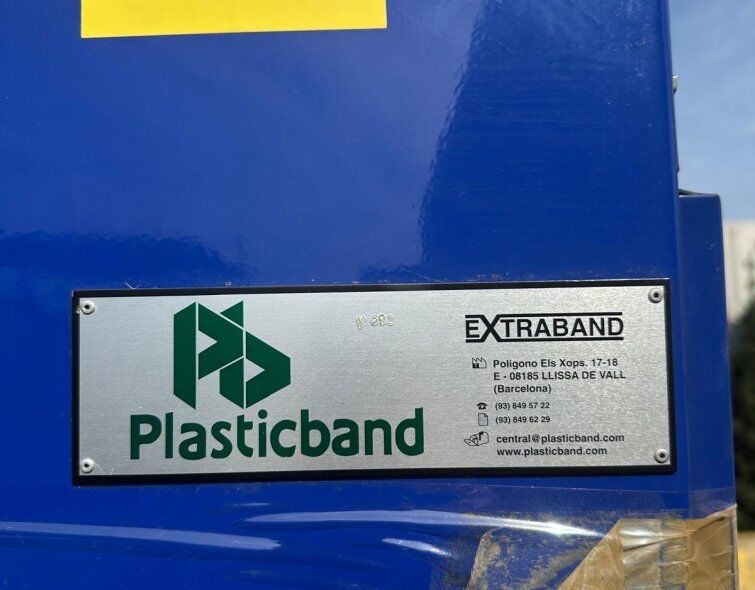 Plasticband
EXTRABAND
Poligono Els Xops. 17-18
E - 08185 LLISSA DE VALL
(Barcelona)
(93) 849 57 22
(93) 849 62 29
central@plasticband.com
www.plasticband.com